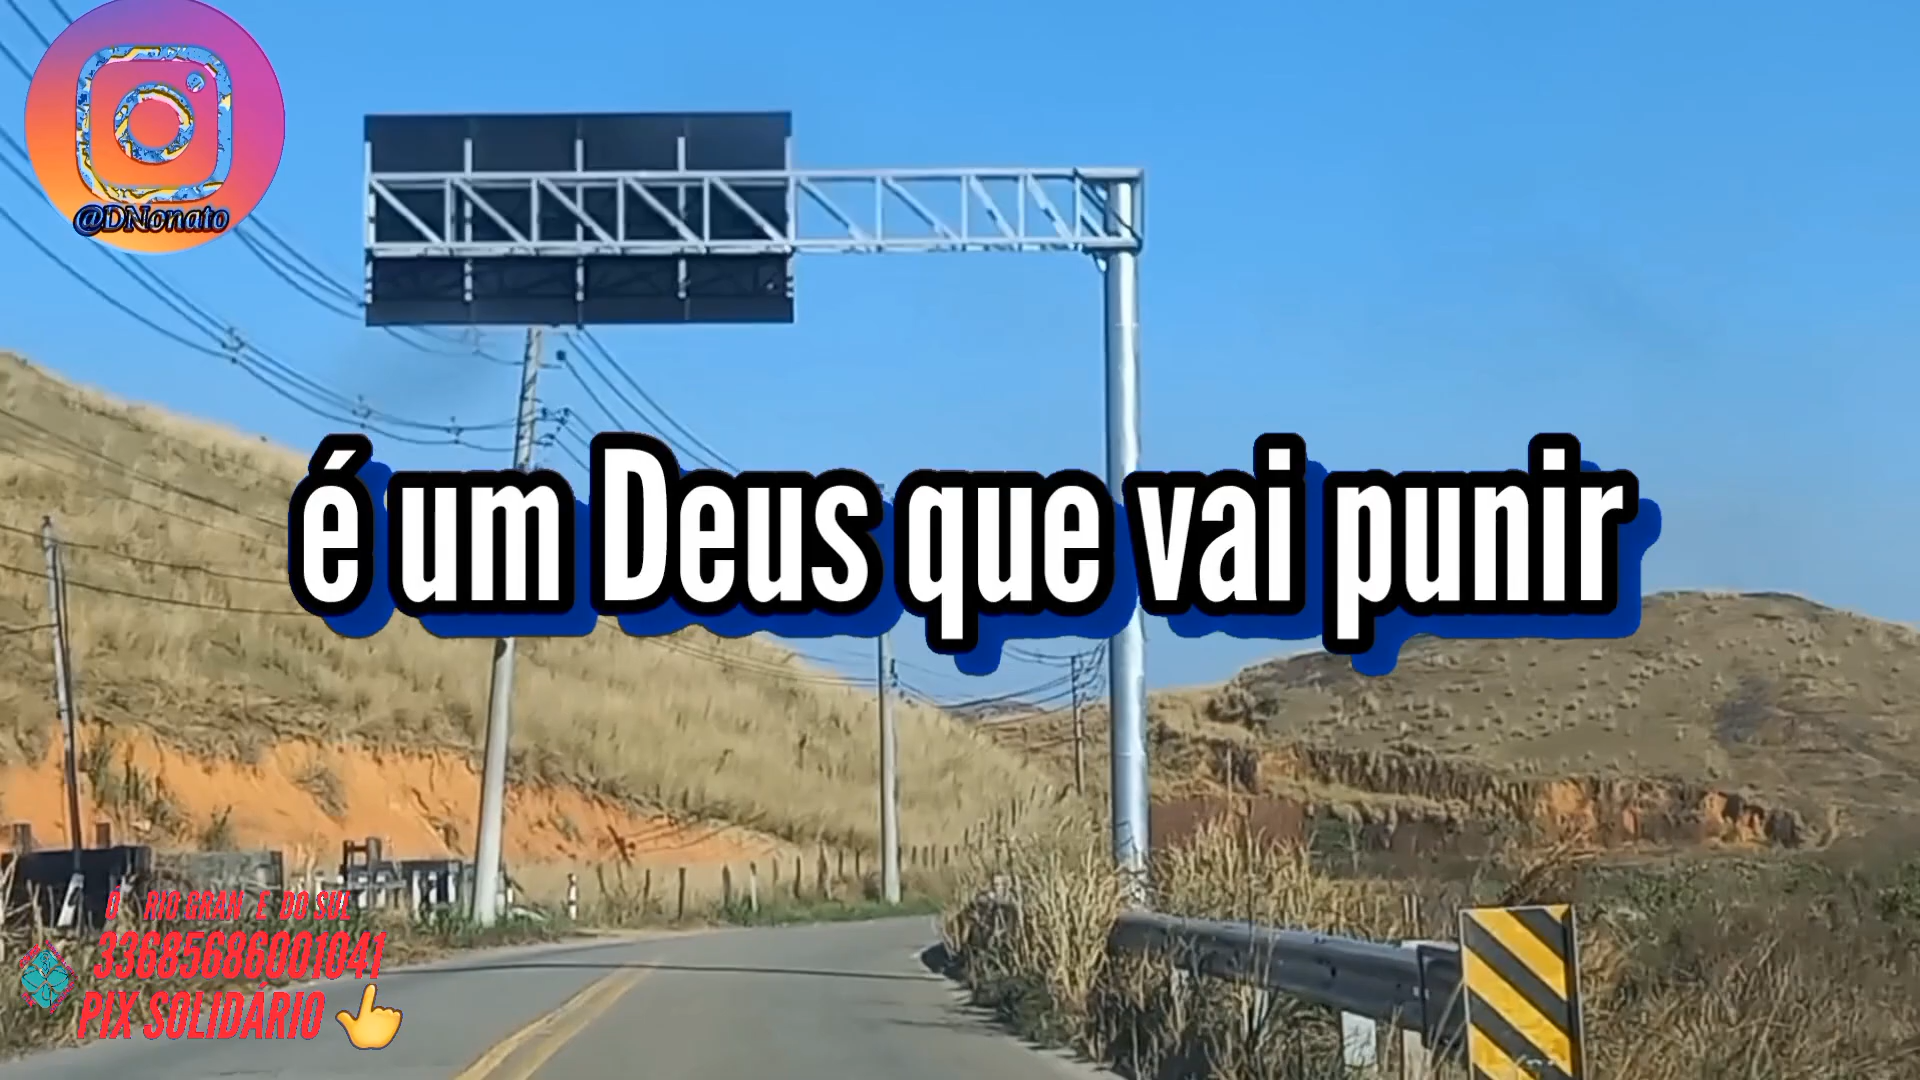 @DNonato
é um Deus que vai punir
RIO GRAN E DO SUL
33685686001041
PIX SOLIDÁRIO